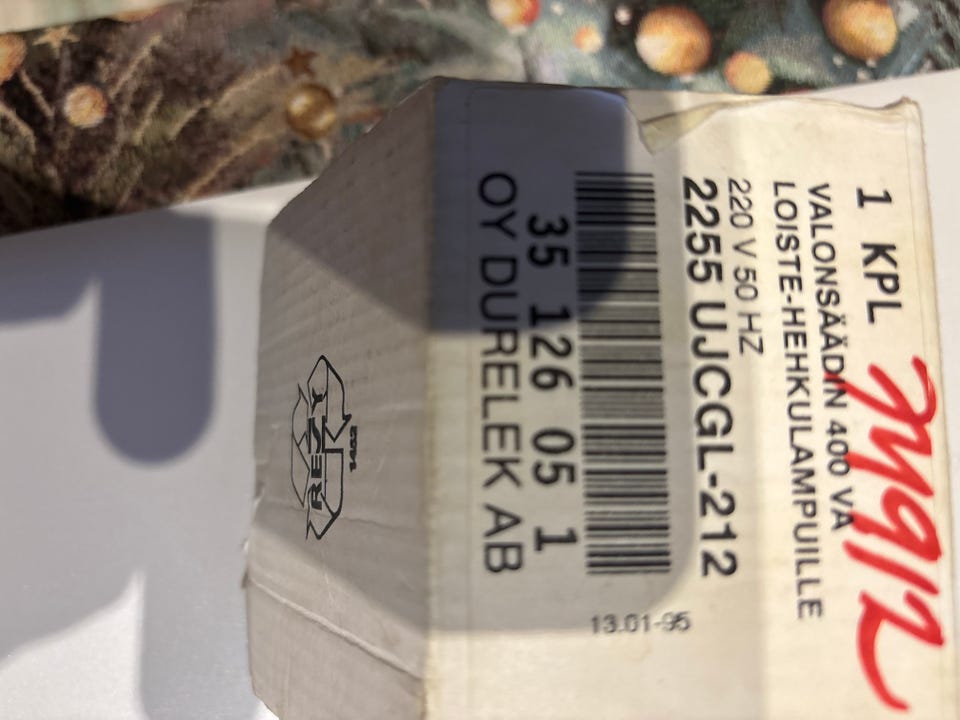 1 KPL
VALONSÄÄDIN 400 VA
LOISTE-HEHKULAMPUILLE
220 V 50 HZ
2255 UJCGL-212
35 126 05 1
OY DURELEK AB
13.01-95
RESY